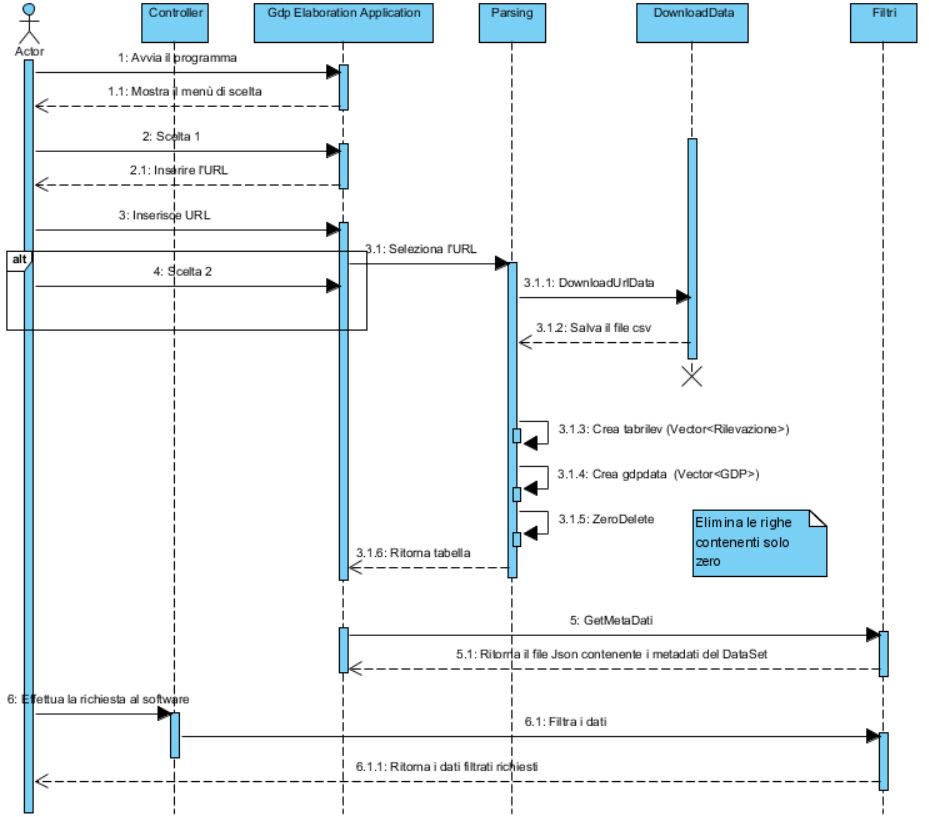 Actor
Controller
Gdp Elaboration Application
Parsing
DownloadData
Filtri
1: Avvia il programma
1.1: Mostra il menù di scelta
2: Scelta 1
2.1: Inserire l'URL
3: Inserisce URL
3.1: Seleziona l'URL
alt
4: Scelta 2
3.1.1: DownloadUrlData
3.1.2: Salva il file csv
3.1.3: Crea tabrilev (Vector<Rilevazione>)
3.1.4: Crea gdpdata (Vector<GDP>)
3.1.5: ZeroDelete
Elimina le righe
contenenti solo
zero
3.1.6: Ritorna tabella
5: GetMetaDati
5.1: Ritorna il file Json contenente i metadati del DataSet
6: Effettua la richiesta al software
6.1: Filtra i dati
6.1.1: Ritorna i dati filtrati richiesti